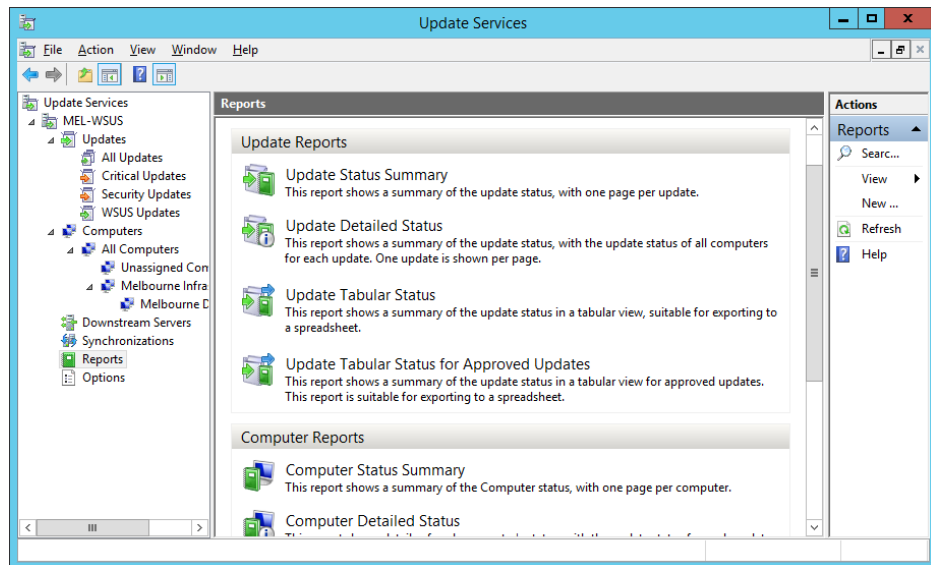 Update Services
File Action View Window Help
Update Services
MEL-WSUS
Updates
All Updates
Critical Updates
Security Updates
WSUS Updates
Computers
All Computers
Unassigned Con
Melbourne Infra
Melbourne D
Downstream Servers
Synchronizations
Reports
Options
Reports
Update Reports
Update Status Summary
This report shows a summary of the update status, with one page per update.
Update Detailed Status
This report shows a summary of the update status, with the update status of all computers
for each update. One update is shown per page.
Update Tabular Status
This report shows a summary of the update status in a tabular view, suitable for exporting to
a spreadsheet.
Update Tabular Status for Approved Updates
This report shows a summary of the update status in a tabular view for approved updates.
This report is suitable for exporting to a spreadsheet.
Computer Reports
Computer Status Summary
This report shows a summary of the Computer status, with one page per computer.
Computer Detailed Status
Actions
Reports
Searc...
View
New ...
Refresh
Help